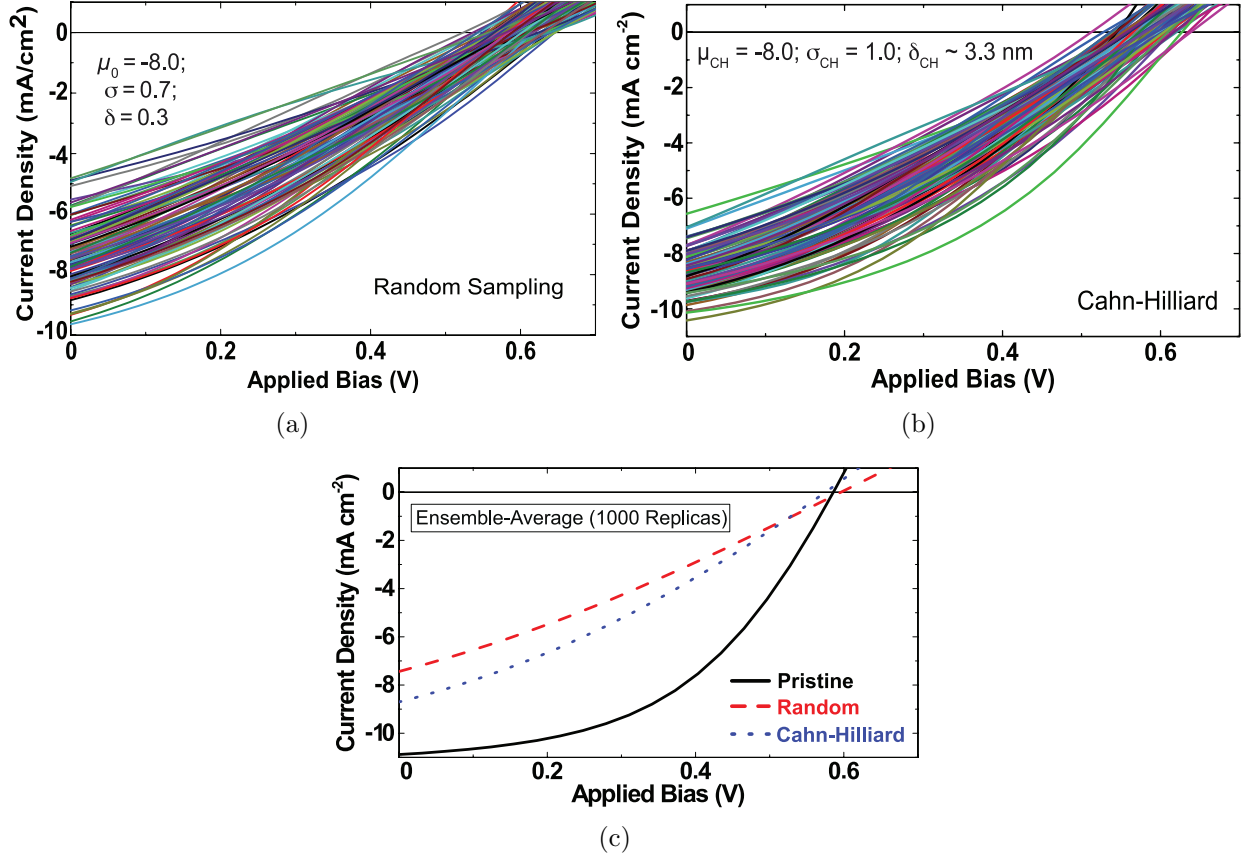 0
-2
-4
-6
-8
-10
Current Density (mA/cm²)
μ₀ = -8.0;
σ = 0.7;
δ = 0.3
Random Sampling
0 0.2 0.4 0.6
Applied Bias (V)
(a)
0
-2
-4
-6
-8
-10
Current Density (mA cm⁻²)
μ_CH = -8.0; σ_CH = 1.0; δ_CH ~ 3.3 nm
Cahn-Hilliard
0 0.2 0.4 0.6
Applied Bias (V)
(b)
0
-2
-4
-6
-8
-10
Current Density (mA cm⁻²)
Ensemble-Average (1000 Replicas)
Pristine
Random
Cahn-Hilliard
0 0.2 0.4 0.6
Applied Bias (V)
(c)